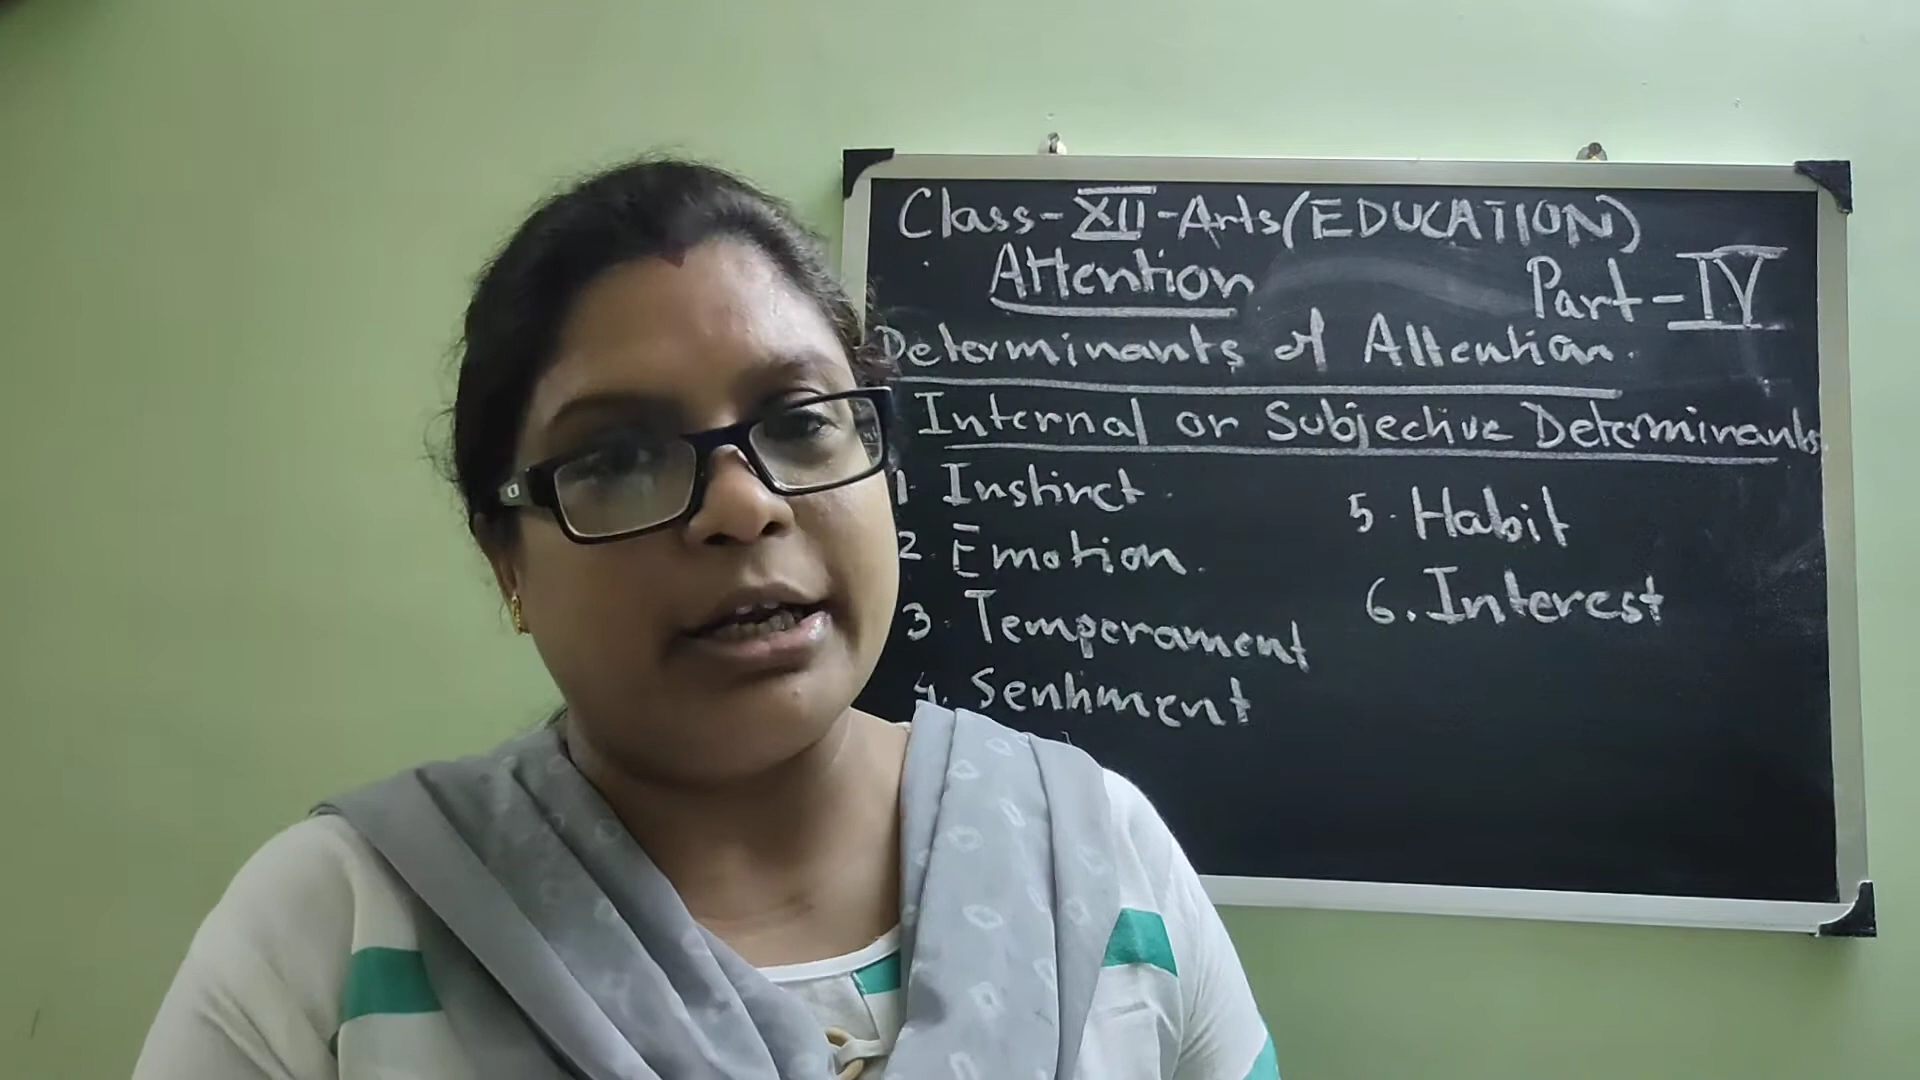 Class-XII-Arts(EDUCATION)
Attention
Part-IV
Determinants of Attention.
Internal or Subjective Determinants
1. Instinct.
2. Emotion.
3. Temperament
4. Sentiment
5. Habit
6. Interest